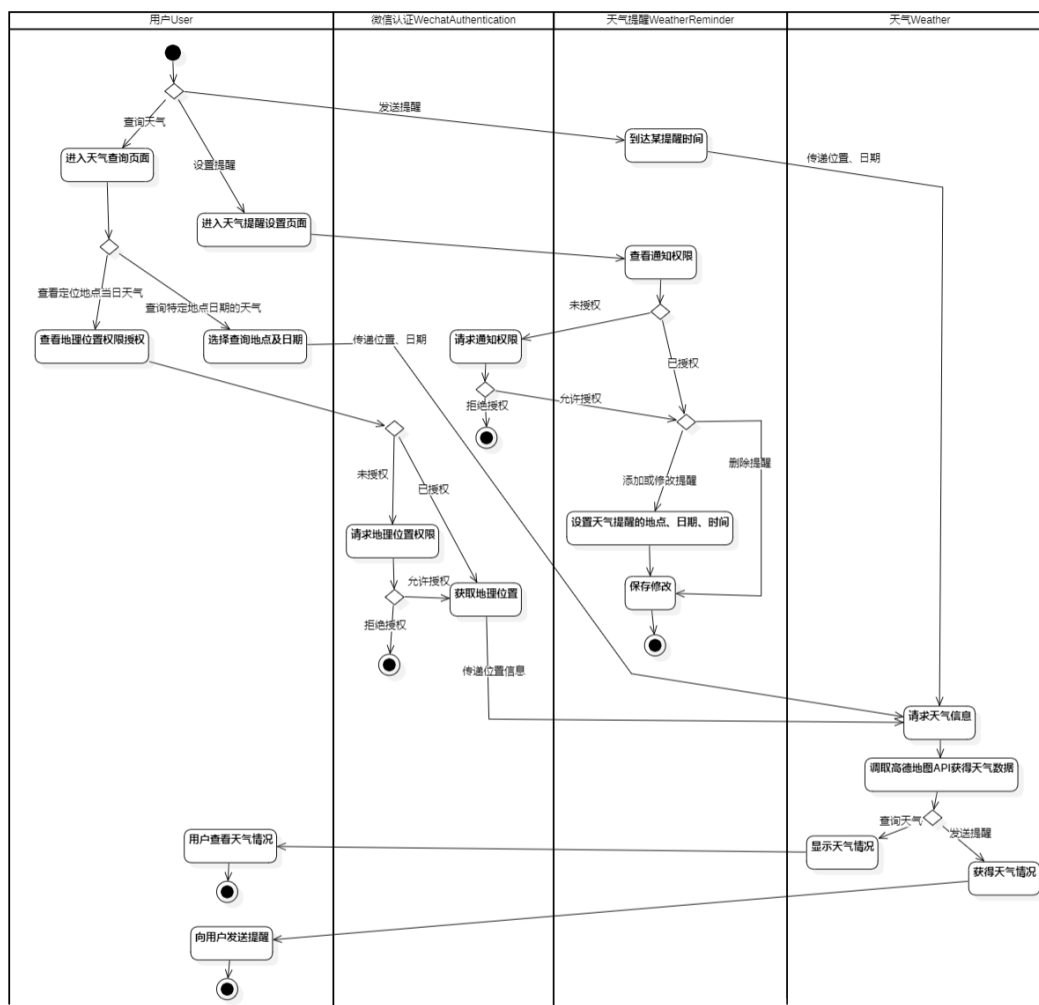 用户User
微信认证WechatAuthentication
天气提醒WeatherReminder
天气Weather
发送提醒
查询天气
到达某提醒时间
进入天气查询页面
设置提醒
传递位置、日期
进入天气提醒设置页面
查看通知权限
查看定位地点当日天气
查询特定地点日期的天气
未授权
查看地理位置权限授权
选择查询地点及日期
传递位置、日期
请求通知权限
已授权
拒绝授权
允许授权
删除提醒
未授权
已授权
添加或修改提醒
请求地理位置权限
设置天气提醒的地点、日期、时间
允许授权
获取地理位置
保存修改
拒绝授权
传递位置信息
请求天气信息
调取高德地图API获得天气数据
查询天气
发送提醒
用户查看天气情况
显示天气情况
获得天气情况
向用户发送提醒